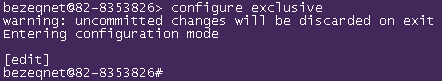 bezeqnet@82-8353826> configure exclusive
warning: uncommitted changes will be discarded on exit
Entering configuration mode

[edit]
bezeqnet@82-8353826#